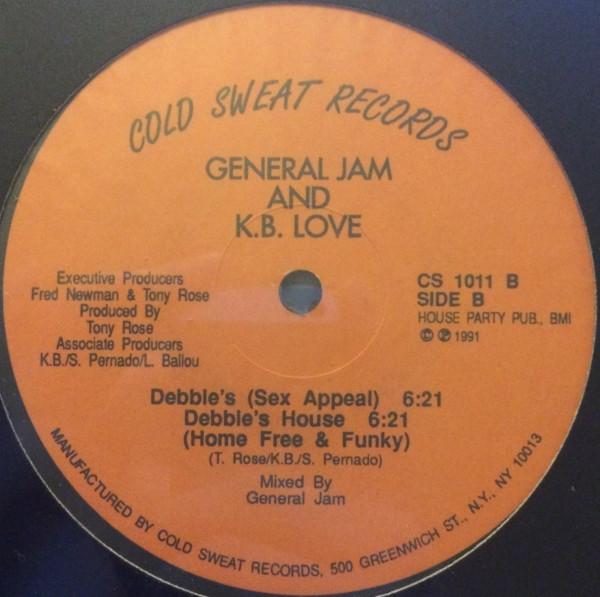 COLD SWEAT RECORDS
GENERAL JAM
AND
K.B. LOVE
Executive Producers
Fred Newman & Tony Rose
Produced By
Tony Rose
Associate Producers
K.B./S. Pernado/L. Ballou
CS 1011 B
SIDE B
HOUSE PARTY PUB., BMI
© ℗ 1991
Debbie's (Sex Appeal) 6:21
Debbie's House 6:21
(Home Free & Funky)
(T. Rose/K.B./S. Pernado)
Mixed By
General Jam
MANUFACTURED BY COLD SWEAT RECORDS, 500 GREENWICH ST., N.Y., NY 10013